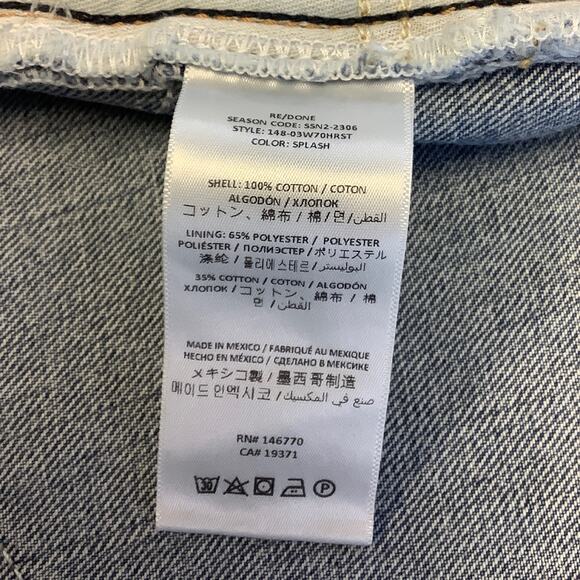 RE/DONE
SEASON CODE: SSN2-2306
STYLE: 148-03W70HRST
COLOR: SPLASH
SHELL: 100% COTTON / COTON
ALGODÓN / ХЛОПОК
コットン、綿布 / 棉 /면/ القطن
LINING: 65% POLYESTER / POLYESTER
POLIÉSTER / ПОЛИЭСТЕР / ポリエステル
涤纶 / 폴리에스테르 / البوليستر
35% COTTON / COTON / ALGODÓN
ХЛОПОК / コットン、綿布 / 棉
면 / القطن
MADE IN MEXICO / FABRIQUÉ AU MEXIQUE
HECHO EN MÉXICO / СДЕЛАНО В МЕКСИКЕ
メキシコ製 / 墨西哥制造
메이드 인멕시코 / صنع في المكسيك
RN# 146770
CA# 19371
30 P